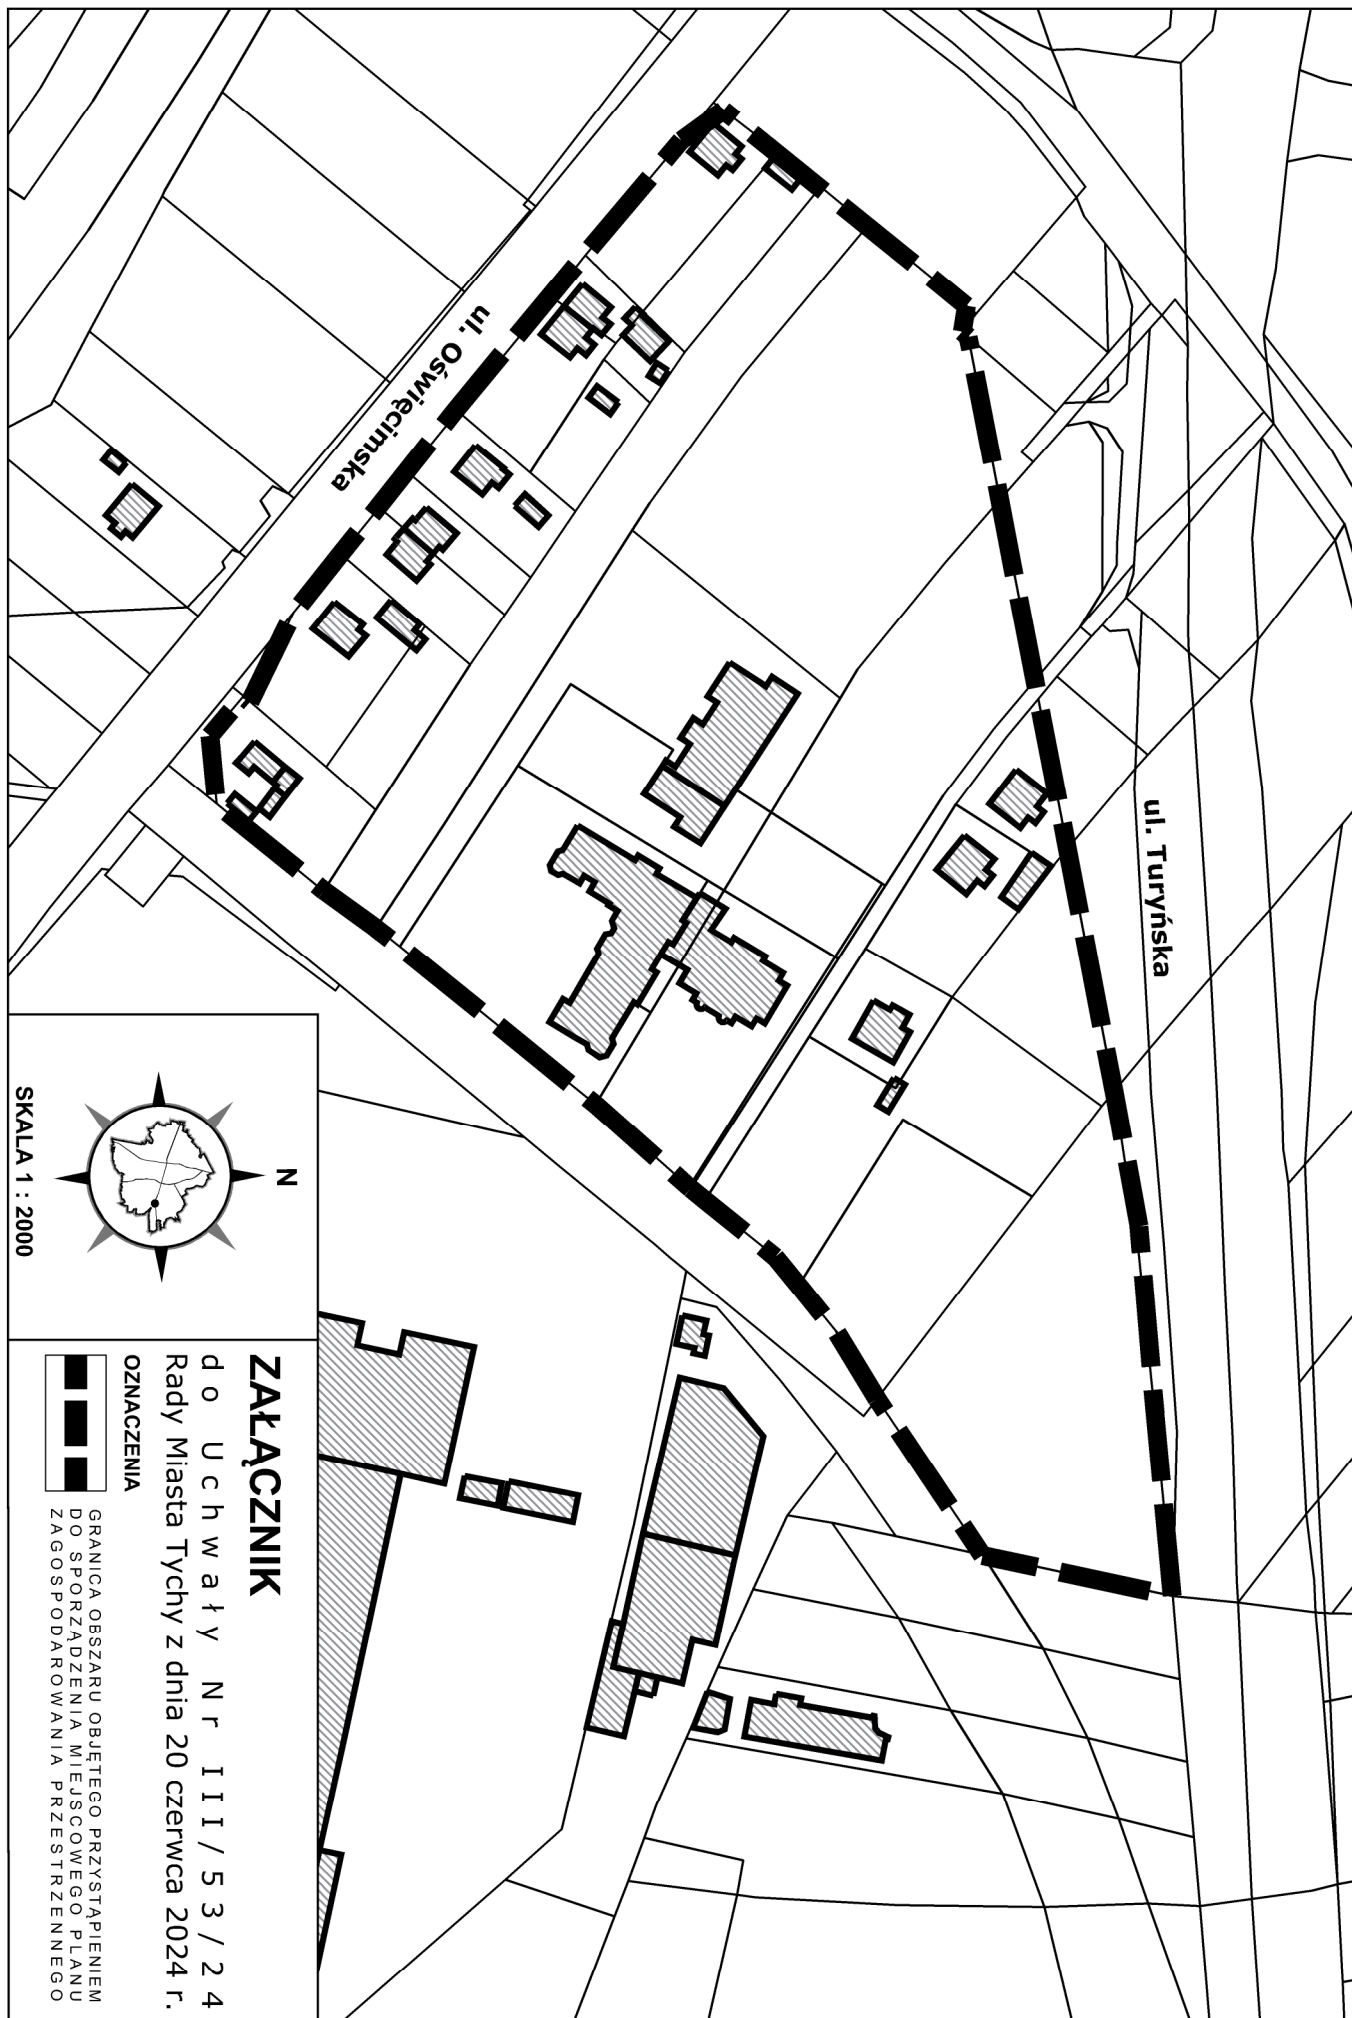 ul. Oświęcimska
ul. Turyńska
N
SKALA 1 : 2000
ZAŁĄCZNIK
do Uchwały Nr III/53/24
Rady Miasta Tychy z dnia 20 czerwca 2024 r.
OZNACZENIA
GRANICA OBSZARU OBJĘTEGO PRZYSTĄPIENIEM
DO SPORZĄDZENIA MIEJSCOWEGO PLANU
ZAGOSPODAROWANIA PRZESTRZENNEGO